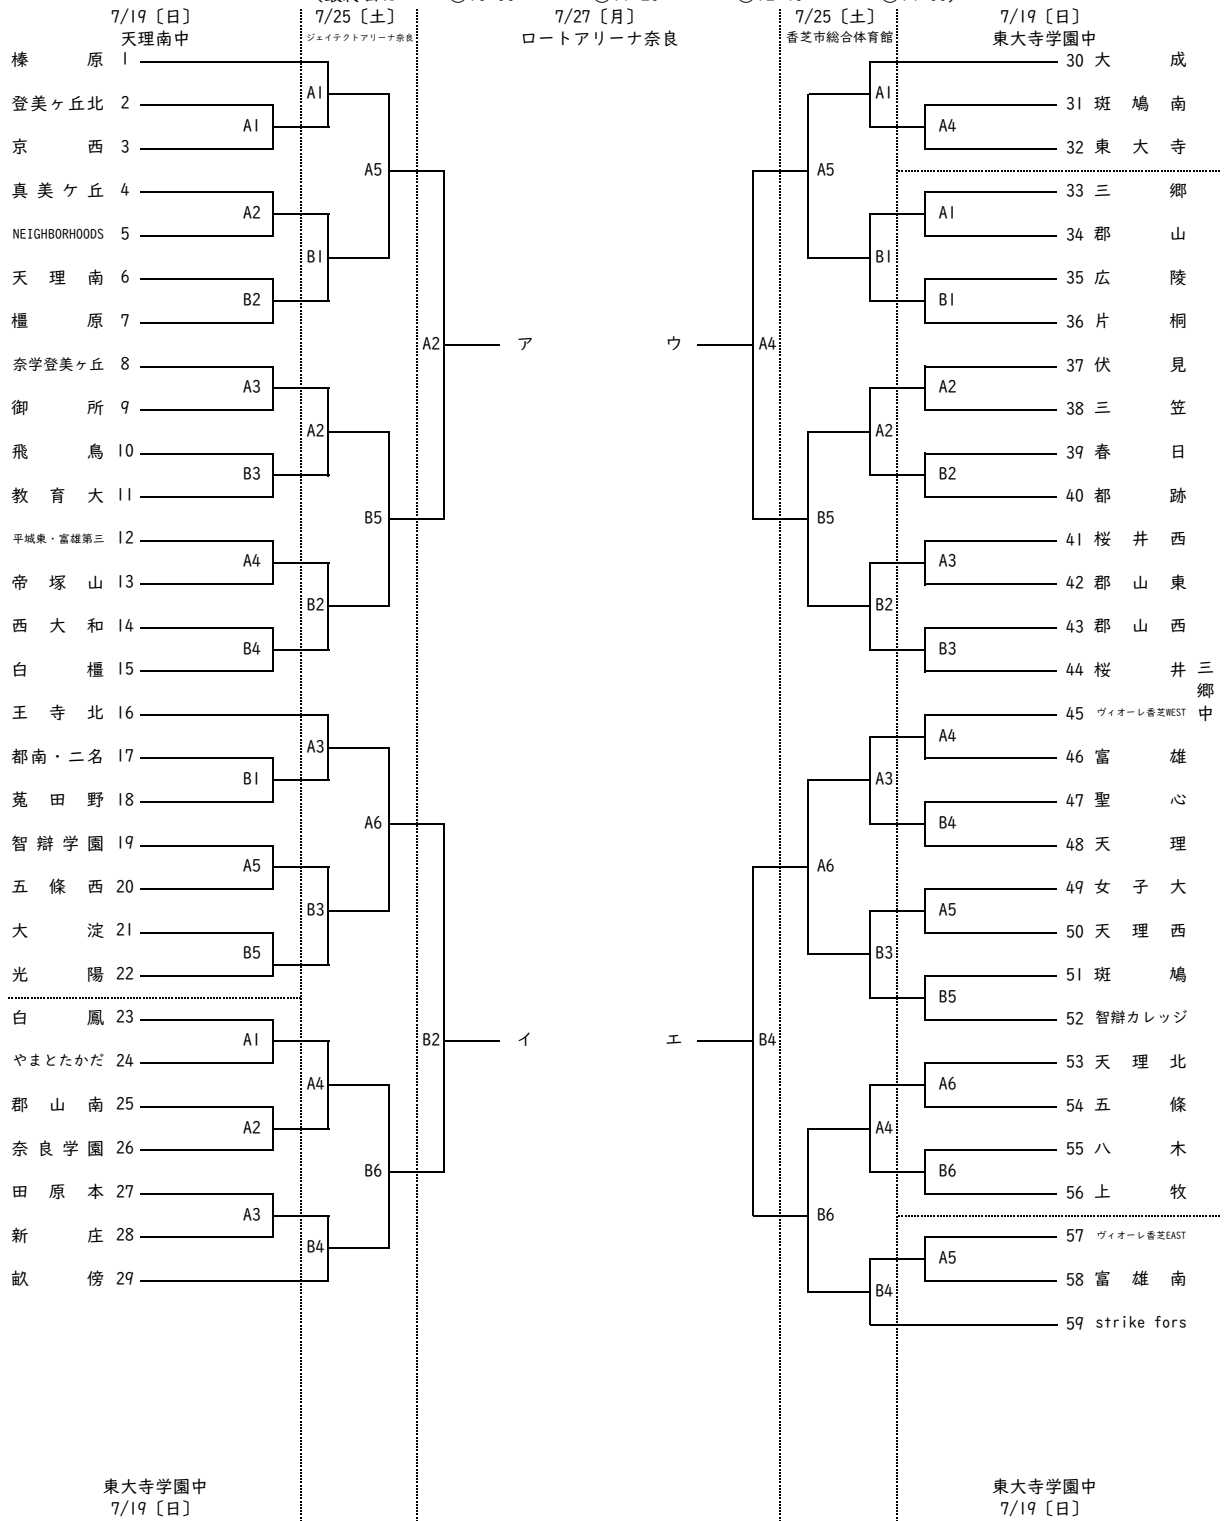 7/19〔日〕 7/25〔土〕 7/27〔月〕 7/25〔土〕 7/19〔日〕
天理南中 ジェイテクトアリーナ奈良 ロートアリーナ奈良 香芝市総合体育館 東大寺学園中
榛原 1 30 大成
A1 A1
登美ヶ丘北 2 31 斑鳩南
A1 A4
京西 3 32 東大寺
A5 A5
真美ケ丘 4 33 三郷
A2 A1
NEIGHBORHOODS 5 34 郡山
B1 B1
天理南 6 35 広陵
B2 B1
橿原 7 36 片桐
A2 ア ウ A4
奈学登美ヶ丘 8 37 伏見
A3 A2
御所 9 38 三笠
A2 A2
飛鳥 10 39 春日
B3 B2
教育大 11 40 都跡
B5 B5
平城東・富雄第三 12 41 桜井西
A4 A3
帝塚山 13 42 郡山東
B2 B2
西大和 14 43 郡山西
B4 B3
白橿 15 44 桜井
三郷中
王寺北 16 45 ヴィオーレ香芝WEST
A3 A4
都南・二名 17 46 富雄
B1 A3
菟田野 18 47 聖心
A6 B4
智辯学園 19 48 天理
A5 A6
五條西 20 49 女子大
B3 A5
大淀 21 50 天理西
B5 B3
光陽 22 51 斑鳩
B5
白鳳 23 52 智辯カレッジ
A1 B2 イ エ B4
やまとたかだ 24 53 天理北
A4 A6
郡山南 25 54 五條
A2 A4
奈良学園 26 55 八木
B6 B6
田原本 27 56 上牧
A3 B6
新庄 28 57 ヴィオーレ香芝EAST
B4 A5
畝傍 29 58 富雄南
B4
59 strike fors
東大寺学園中 東大寺学園中
7/19〔日〕 7/19〔日〕